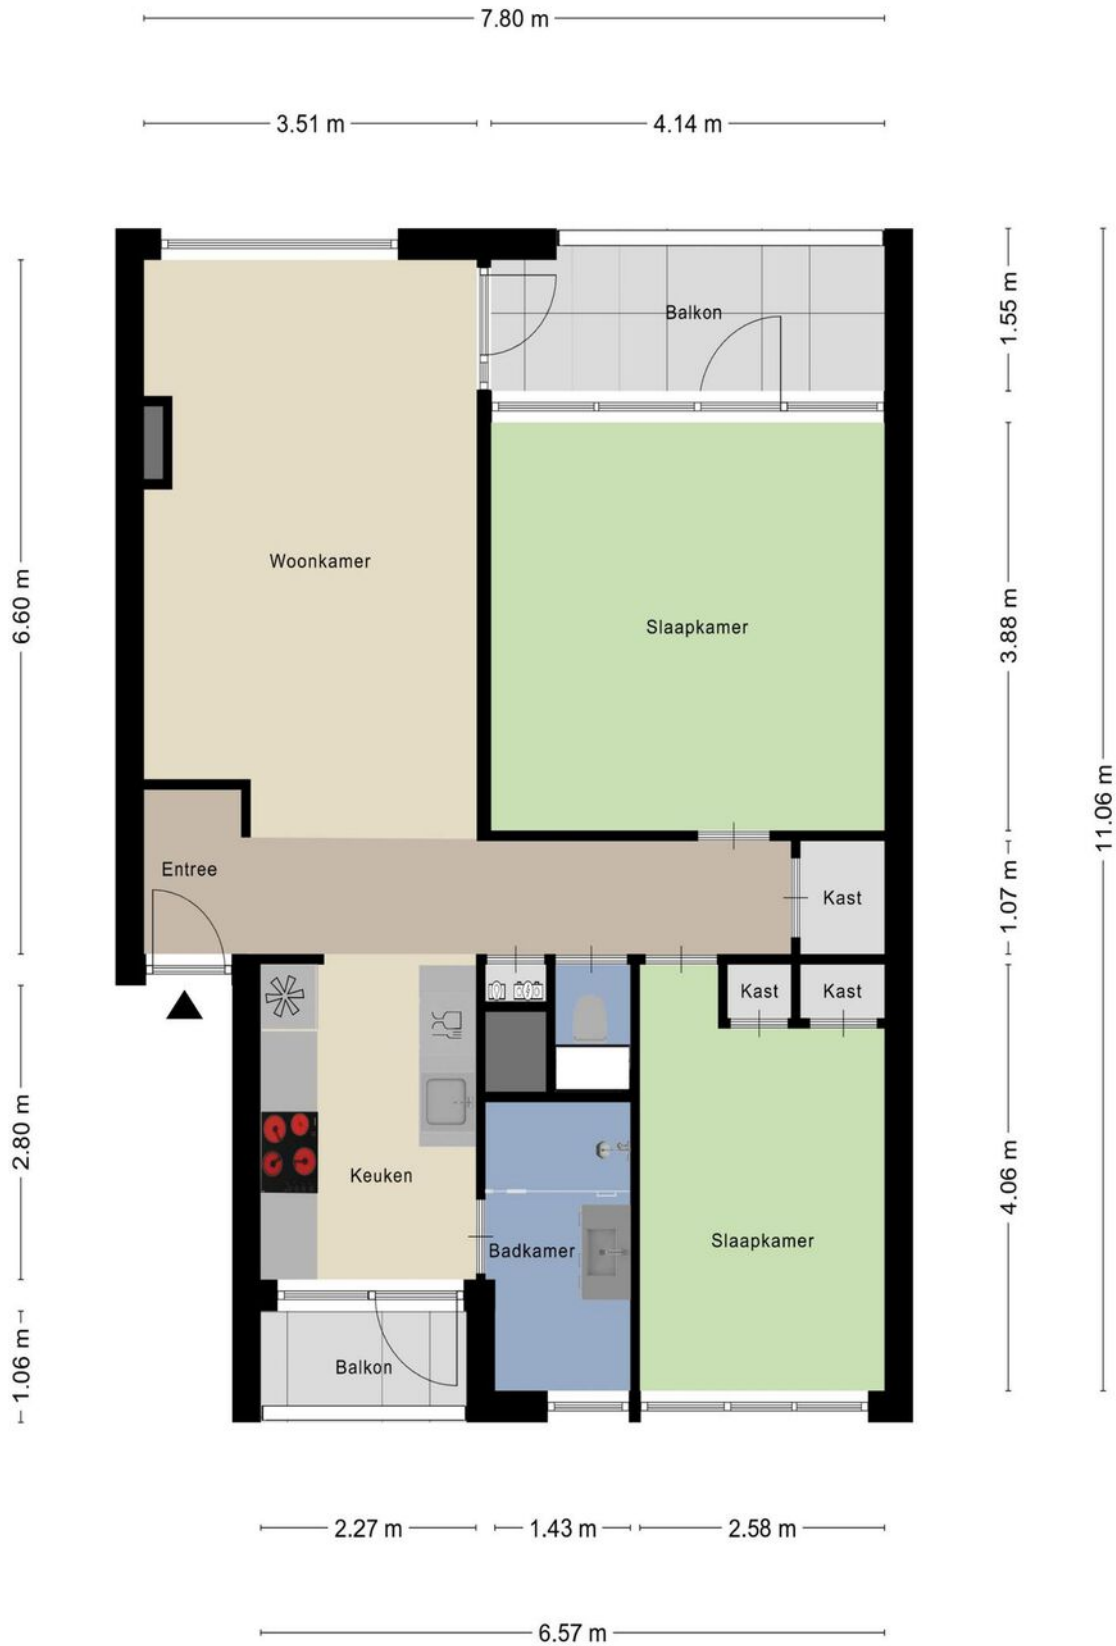 7.80 m
3.51 m
4.14 m
Balkon
1.55 m
Woonkamer
6.60 m
Slaapkamer
3.88 m
11.06 m
Entree
Kast
1.07 m
Kast
Kast
2.80 m
Keuken
Badkamer
Slaapkamer
4.06 m
Balkon
1.06 m
2.27 m
1.43 m
2.58 m
6.57 m